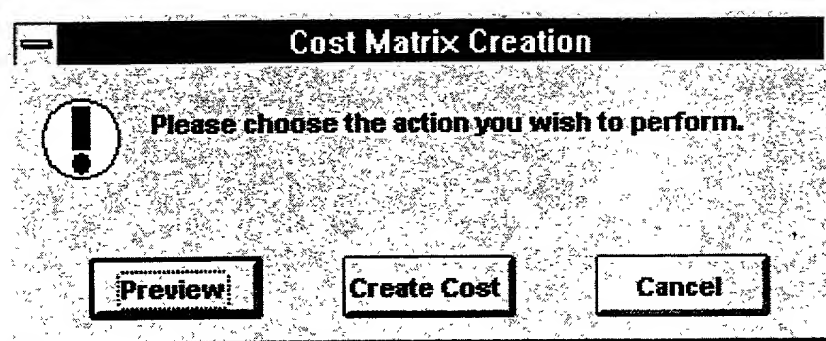 Cost Matrix Creation
Please choose the action you wish to perform.
Preview Create Cost Cancel